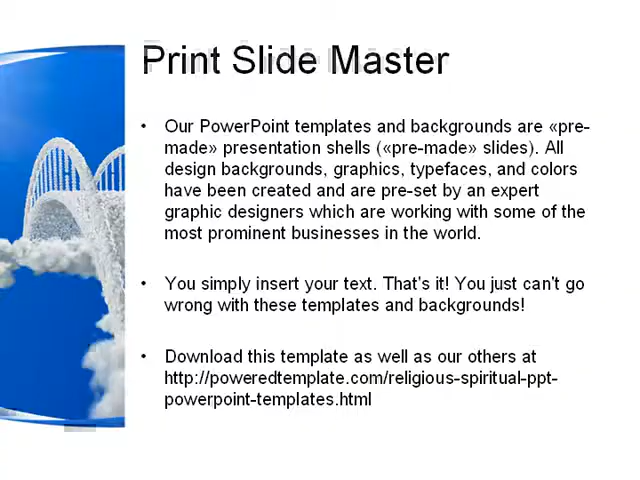 Print Slide Master
• Our PowerPoint templates and backgrounds are «pre-
made» presentation shells («pre-made» slides). All
design backgrounds, graphics, typefaces, and colors
have been created and are pre-set by an expert
graphic designers which are working with some of the
most prominent businesses in the world.
• You simply insert your text. That's it! You just can't go
wrong with these templates and backgrounds!
• Download this template as well as our others at
http://poweredtemplate.com/religious-spiritual-ppt-
powerpoint-templates.html